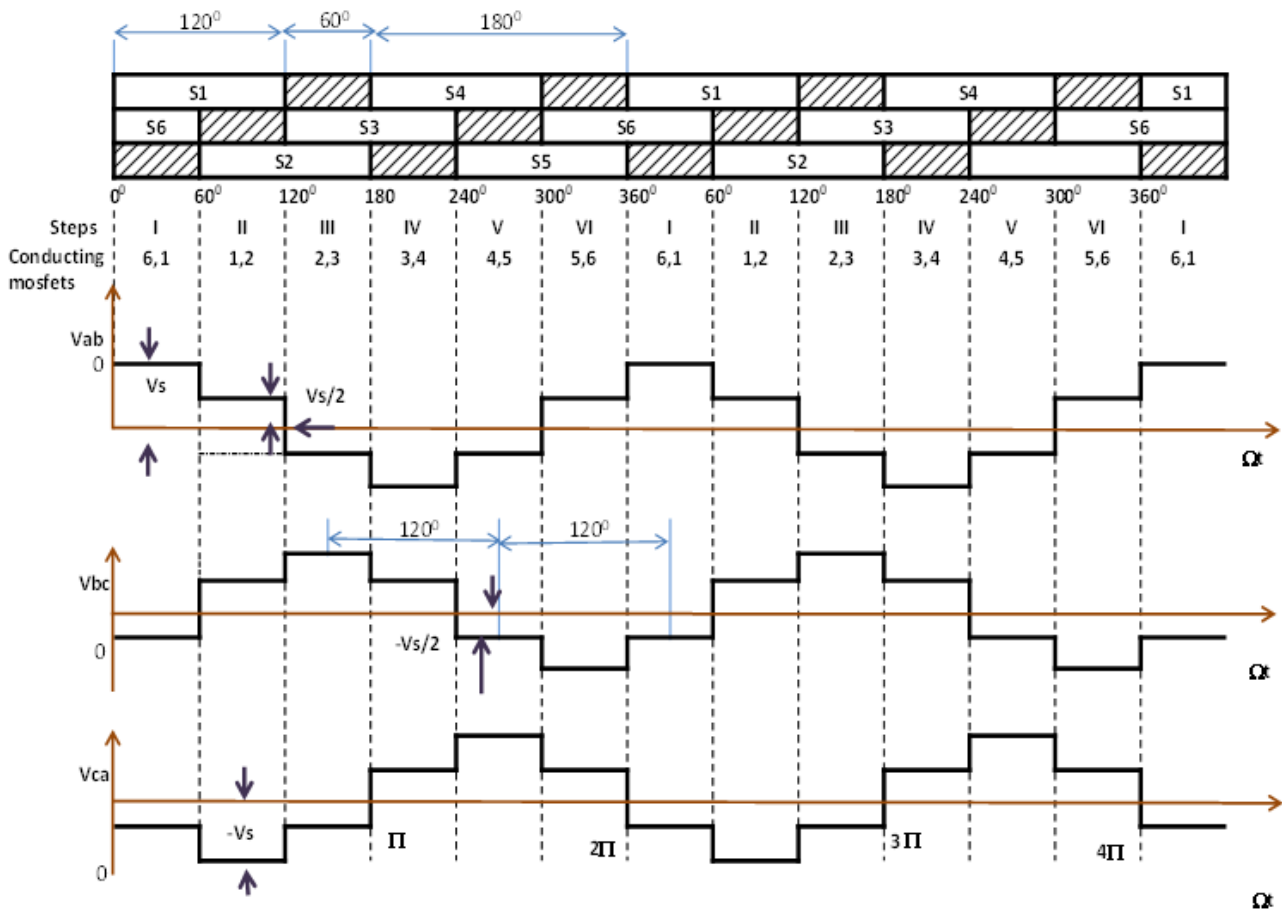 120⁰ 60⁰ 180⁰
S1 S4 S1 S4 S1
S6 S3 S6 S3 S6
S2 S5 S2
0⁰ 60⁰ 120⁰ 180 240⁰ 300⁰ 360⁰ 60⁰ 120⁰ 180⁰ 240⁰ 300⁰ 360⁰
Steps I II III IV V VI I II III IV V VI I
Conducting mosfets 6,1 1,2 2,3 3,4 4,5 5,6 6,1 1,2 2,3 3,4 4,5 5,6 6,1
Vab
0
Vs Vs/2
Ωt
120⁰ 120⁰
Vbc
0 -Vs/2
Ωt
Vca
-Vs Π 2Π 3Π 4Π
0
Ωt